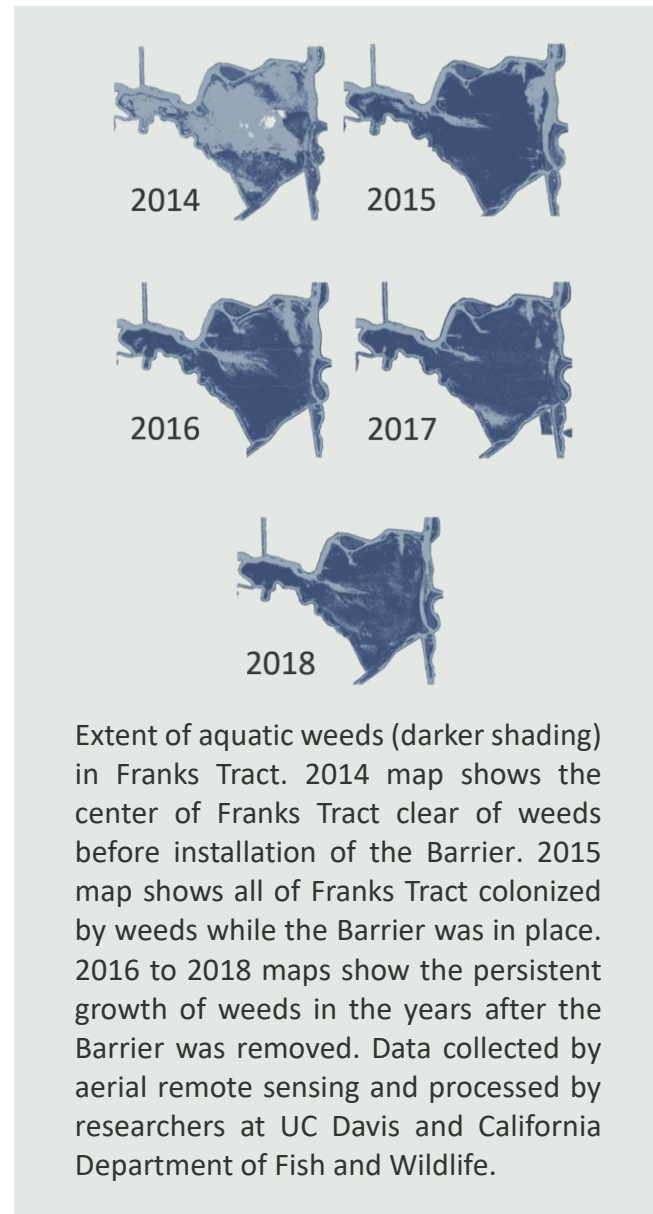 2014
2015
2016
2017
2018
Extent of aquatic weeds (darker shading)
in Franks Tract. 2014 map shows the
center of Franks Tract clear of weeds
before installation of the Barrier. 2015
map shows all of Franks Tract colonized
by weeds while the Barrier was in place.
2016 to 2018 maps show the persistent
growth of weeds in the years after the
Barrier was removed. Data collected by
aerial remote sensing and processed by
researchers at UC Davis and California
Department of Fish and Wildlife.